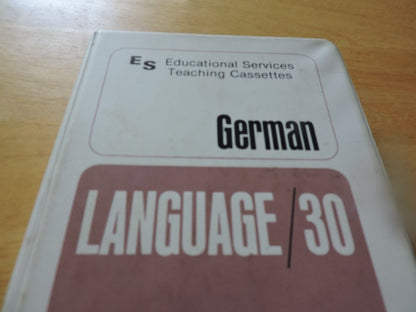 ES Educational Services
Teaching Cassettes
German
LANGUAGE/30